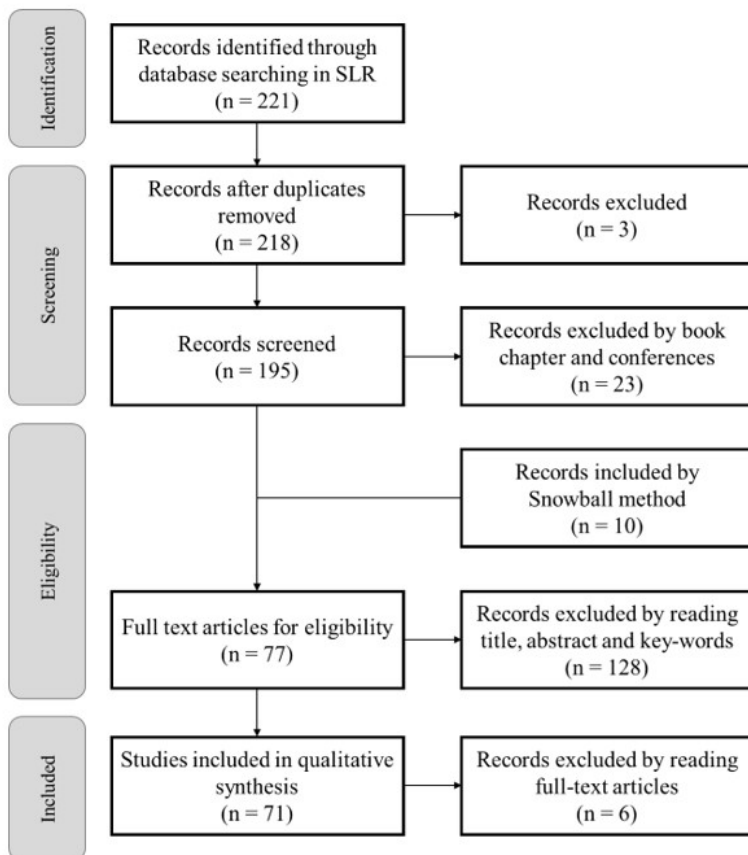 Identification
Records identified through
database searching in SLR
(n = 221)
Screening
Records after duplicates
removed
(n = 218)
Records excluded
(n = 3)
Records screened
(n = 195)
Records excluded by book
chapter and conferences
(n = 23)
Eligibility
Records included by
Snowball method
(n = 10)
Full text articles for eligibility
(n = 77)
Records excluded by reading
title, abstract and key-words
(n = 128)
Included
Studies included in qualitative
synthesis
(n = 71)
Records excluded by reading
full-text articles
(n = 6)